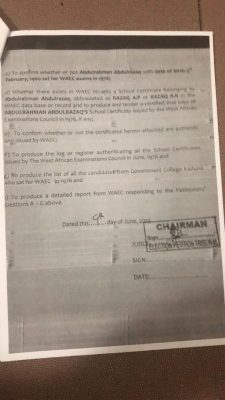 c) To confirm whether or not Abdulrahman Abdulrazaq with date of birth 5th
February, 1960 sat for WAEC exams in 1976;
d) Whether there exists in WAEC records a School Certificate belonging to
Abdulrahman Abdulrazaq, abbreviated as RAZAQ A.F or RAZAQ A.R in the
WAEC data base or record and to produce and tender a certified true copy of
ABDULRAHMAN ABDULRAZAQ'S School Certificate issued by the West African
Examinations Council in 1976, if any;
e) To confirm whether or not the certificates hereto attached are authentic
and issued by WAEC;
f) To produce the log or register authenticating all the School Certificates
issued by The West African Examinations Council in June, 1976 and
g) To produce the list of all the candidates from Government College Kaduna
who sat for WAEC in 1976 and
To produce a detailed report from WAEC responding to the Petitioners'
Questions A - G above.
Dated this day of June, 2019
CHAIRMAN
Sign
ELECTION PETITION TRIBUNAL
JUDGE
SIGN:
DATE: